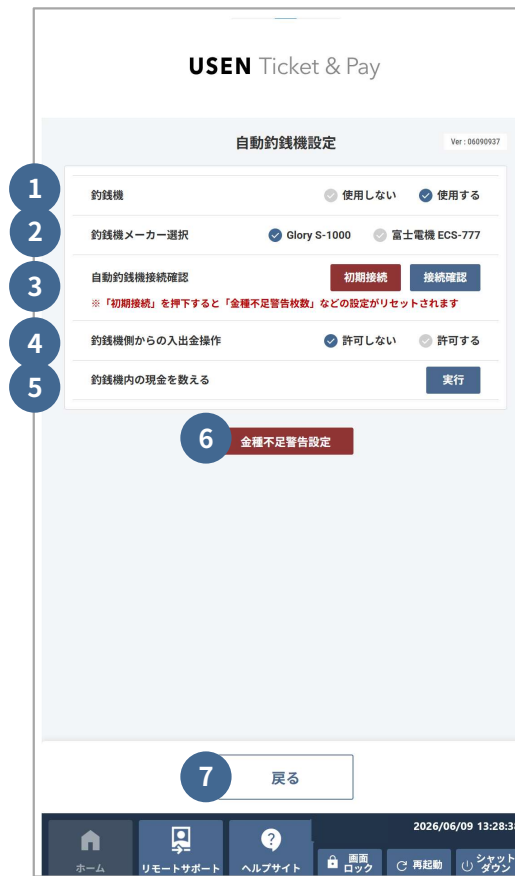 USEN Ticket & Pay
自動釣銭機設定
Ver : 06090937
1
釣銭機
使用しない
使用する
2
釣銭機メーカー選択
Glory S-1000
富士電機 ECS-777
3
自動釣銭機接続確認
初期接続
接続確認
※「初期接続」を押下すると「金種不足警告枚数」などの設定がリセットされます
4
釣銭機側からの入出金操作
許可しない
許可する
5
釣銭機内の現金を数える
実行
6
金種不足警告設定
7
戻る
2026/06/09 13:28:38
ホーム
リモートサポート
ヘルプサイト
画面
ロック
再起動
シャット
ダウン